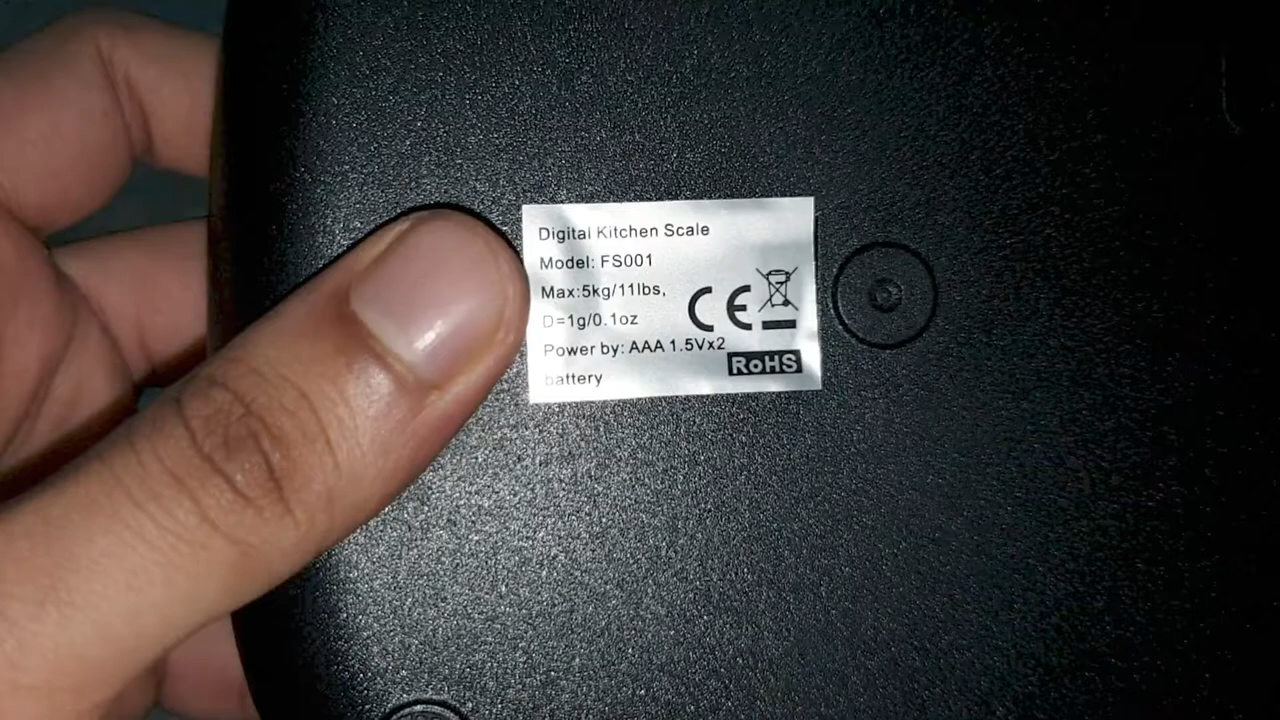 Digital Kitchen Scale
Model: FS001
Max:5kg/11lbs,
D=1g/0.1oz
CE
Power by: AAA 1.5Vx2
RoHS
battery